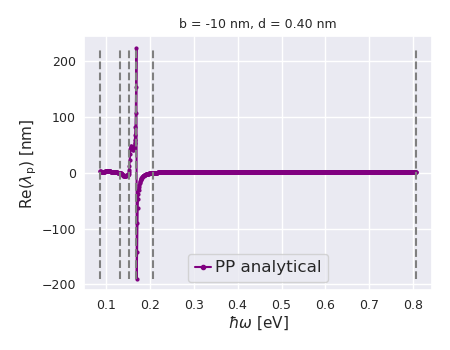 b = -10 nm, d = 0.40 nm
Re(λp) [nm]
200
100
0
−100
−200
PP analytical
0.1 0.2 0.3 0.4 0.5 0.6 0.7 0.8
ħω [eV]